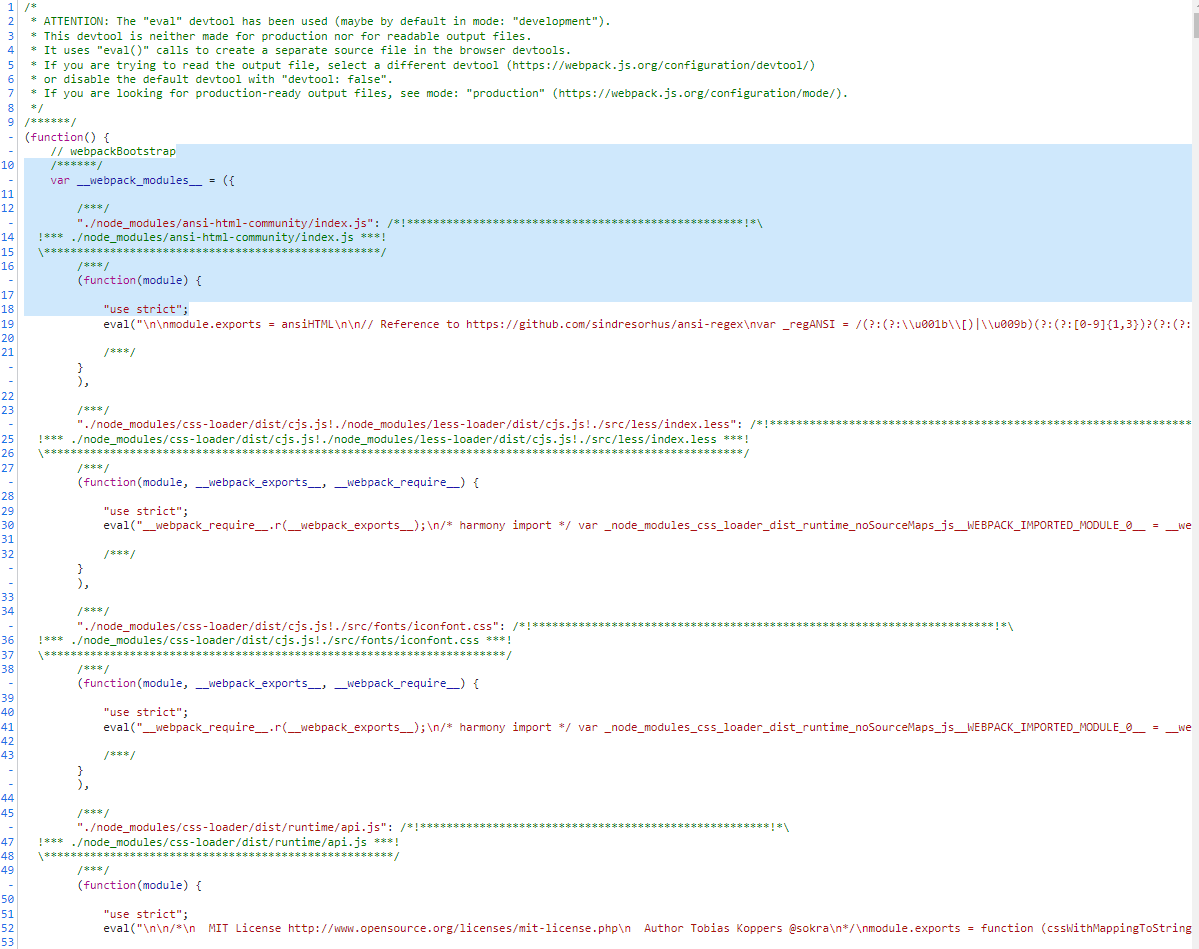 1 /*
2  * ATTENTION: The "eval" devtool has been used (maybe by default in mode: "development").
3  * This devtool is neither made for production nor for readable output files.
4  * It uses "eval()" calls to create a separate source file in the browser devtools.
5  * If you are trying to read the output file, select a different devtool (https://webpack.js.org/configuration/devtool/)
6  * or disable the default devtool with "devtool: false".
7  * If you are looking for production-ready output files, see mode: "production" (https://webpack.js.org/configuration/mode/).
8  */
9 /******/
- (function() {
-     // webpackBootstrap
10     /******/
-     var __webpack_modules__ = ({
11
12         /***/
-         "./node_modules/ansi-html-community/index.js": /*!***************************************************!*\
14   !*** ./node_modules/ansi-html-community/index.js ***!
15   \***************************************************/
16         /***/
-         (function(module) {
17
18             "use strict";
19             eval("\n\nmodule.exports = ansiHTML\n\n// Reference to https://github.com/sindresorhus/ansi-regex\nvar _regANSI = /(?:(?:\\u001b\\[)|\\u009b)(?:(?:[0-9]{1,3})?(?:(?:
20
21             /***/
-         }
-         ),
22
23         /***/
-         "./node_modules/css-loader/dist/cjs.js!./node_modules/less-loader/dist/cjs.js!./src/less/index.less": /*!****************************************************************
25   !*** ./node_modules/css-loader/dist/cjs.js!./node_modules/less-loader/dist/cjs.js!./src/less/index.less ***!
26   \**********************************************************************************************************/
27         /***/
-         (function(module, __webpack_exports__, __webpack_require__) {
28
29             "use strict";
30             eval("__webpack_require__.r(__webpack_exports__);\n/* harmony import */ var _node_modules_css_loader_dist_runtime_noSourceMaps_js__WEBPACK_IMPORTED_MODULE_0__ = __we
31
32             /***/
-         }
-         ),
33
34         /***/
-         "./node_modules/css-loader/dist/cjs.js!./src/fonts/iconfont.css": /*!**********************************************************************!*\
36   !*** ./node_modules/css-loader/dist/cjs.js!./src/fonts/iconfont.css ***!
37   \**********************************************************************/
38         /***/
-         (function(module, __webpack_exports__, __webpack_require__) {
39
40             "use strict";
41             eval("__webpack_require__.r(__webpack_exports__);\n/* harmony import */ var _node_modules_css_loader_dist_runtime_noSourceMaps_js__WEBPACK_IMPORTED_MODULE_0__ = __we
42
43             /***/
-         }
-         ),
44
45         /***/
-         "./node_modules/css-loader/dist/runtime/api.js": /*!*****************************************************!*\
47   !*** ./node_modules/css-loader/dist/runtime/api.js ***!
48   \*****************************************************/
49         /***/
-         (function(module) {
50
51             "use strict";
52             eval("\n\n/*\n  MIT License http://www.opensource.org/licenses/mit-license.php\n  Author Tobias Koppers @sokra\n*/\nmodule.exports = function (cssWithMappingToString
53